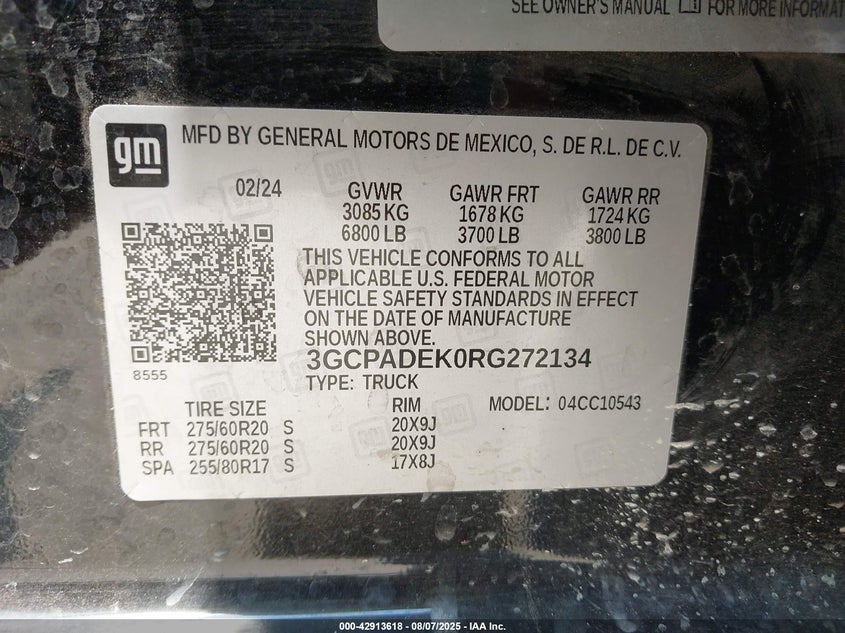 SEE OWNER'S MANUAL FOR MORE INFORMAT
gm
MFD BY GENERAL MOTORS DE MEXICO, S. DE R.L. DE C.V.
02/24 GVWR GAWR FRT GAWR RR
3085 KG 1678 KG 1724 KG
6800 LB 3700 LB 3800 LB
THIS VEHICLE CONFORMS TO ALL
APPLICABLE U.S. FEDERAL MOTOR
VEHICLE SAFETY STANDARDS IN EFFECT
ON THE DATE OF MANUFACTURE
SHOWN ABOVE.
3GCPADEK0RG272134
8555
TYPE: TRUCK
TIRE SIZE RIM MODEL: 04CC10543
FRT 275/60R20 S 20X9J
RR 275/60R20 S 20X9J
SPA 255/80R17 S 17X8J
000-42913618 - 08/07/2025 - IAA Inc.